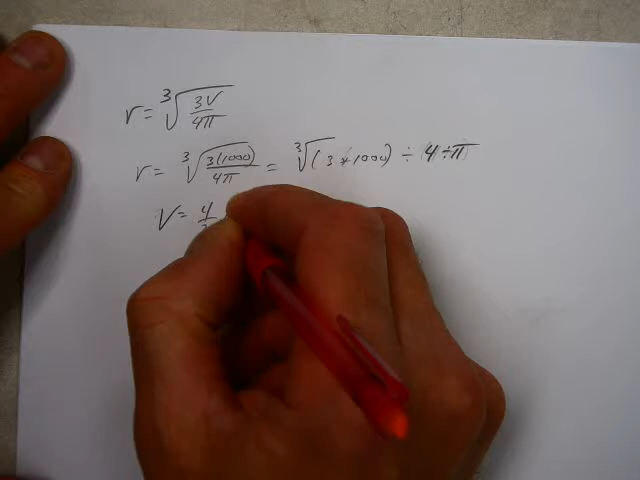 r = ∛(3V/4π)
r = ∛(3(1000)/4π) = ∛(3 * 1000) ÷ 4 ÷ π
V = 4